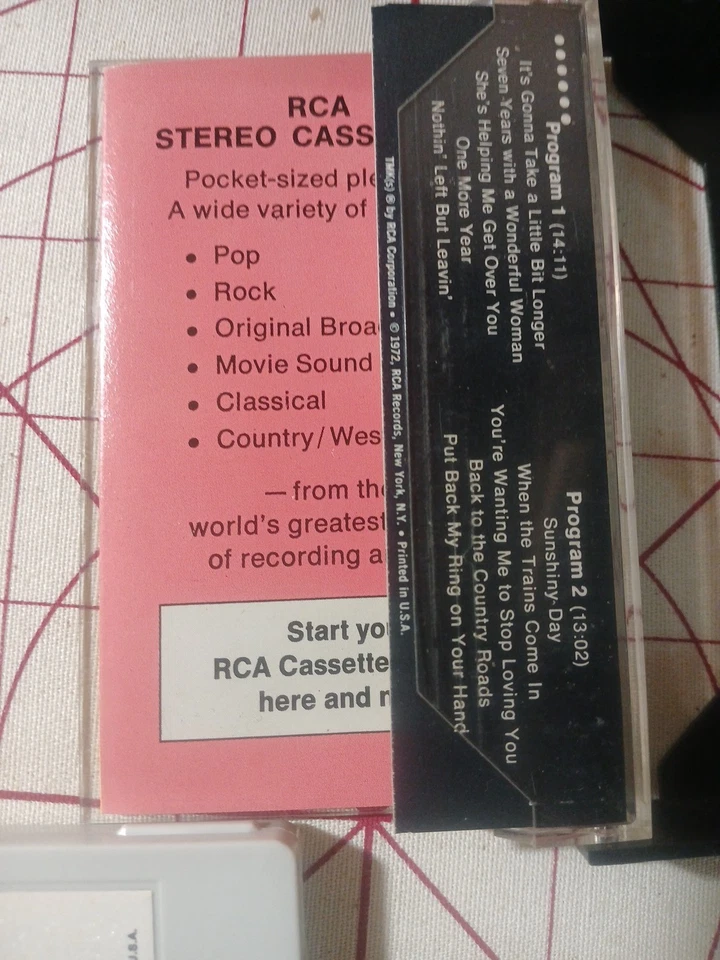 RCA
STEREO CASS
Pocket-sized ple
A wide variety of
• Pop
• Rock
• Original Broa
• Movie Sound
• Classical
• Country/Wes
— from the
world's greatest
of recording a
Start you
RCA Cassette
here and n
Program 1 (14:11)
It's Gonna Take a Little Bit Longer
Seven Years with a Wonderful Woman
She's Helping Me Get Over You
One More Year
Nothin' Left But Leavin'
Program 2 (13:02)
Sunshiny Day
When the Trains Come In
You're Wanting Me to Stop Loving You
Back to the Country Roads
Put Back My Ring on Your Hand
TMK(s) ® by RCA Corporation • © 1972, RCA Records, New York, N.Y. • Printed in U.S.A.
U.S.A.